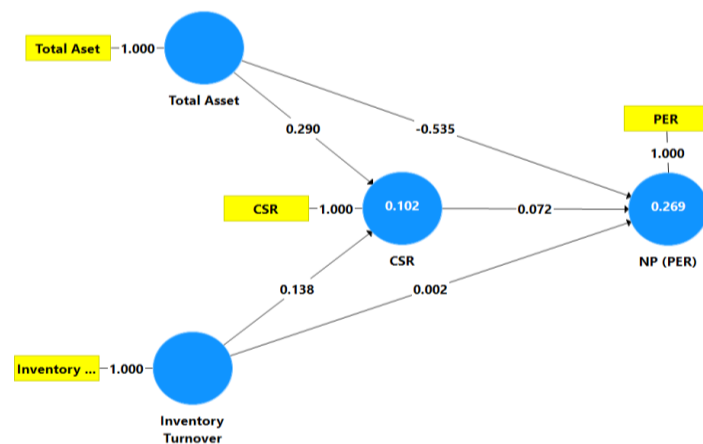 Total Aset
1.000
Total Asset
0.290
-0.535
PER
1.000
CSR
1.000
0.102
0.072
0.269
CSR
NP (PER)
0.138
0.002
Inventory ...
1.000
Inventory
Turnover